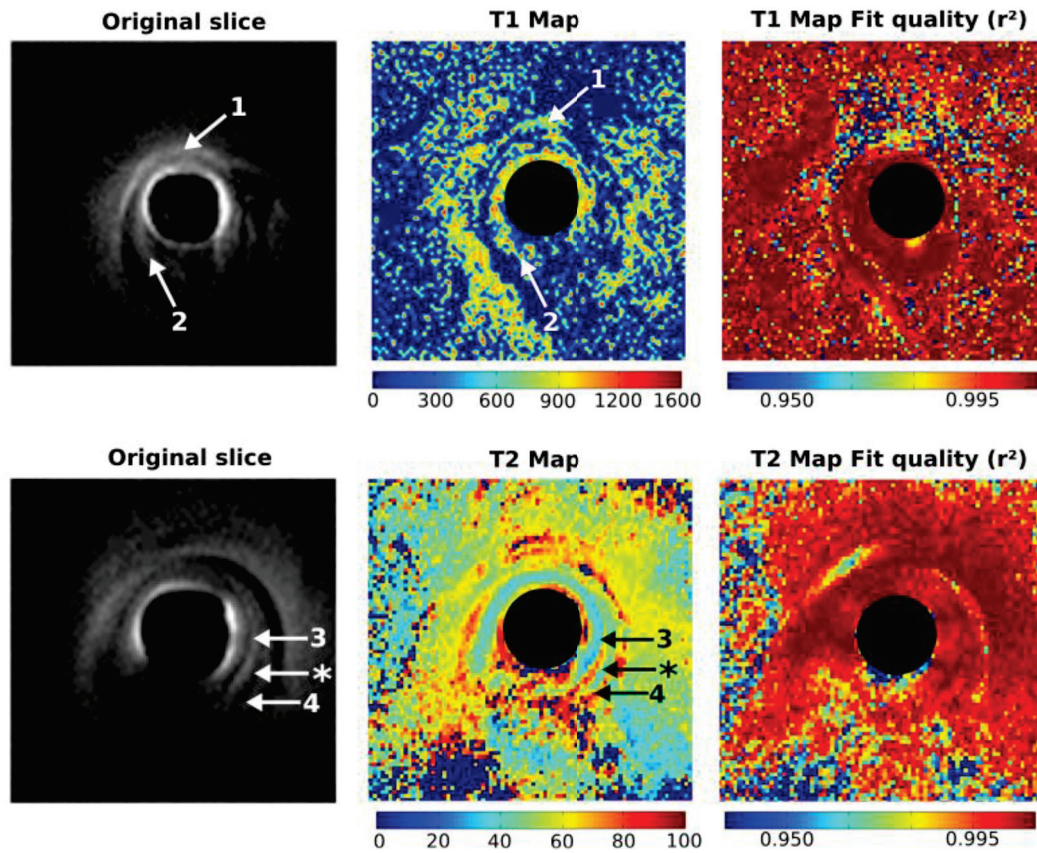 Original slice
T1 Map
T1 Map Fit quality (r²)
1
1
2
2
0 300 600 900 1200 1600
0.950 0.995
Original slice
T2 Map
T2 Map Fit quality (r²)
3
3
*
*
4
4
0 20 40 60 80 100
0.950 0.995